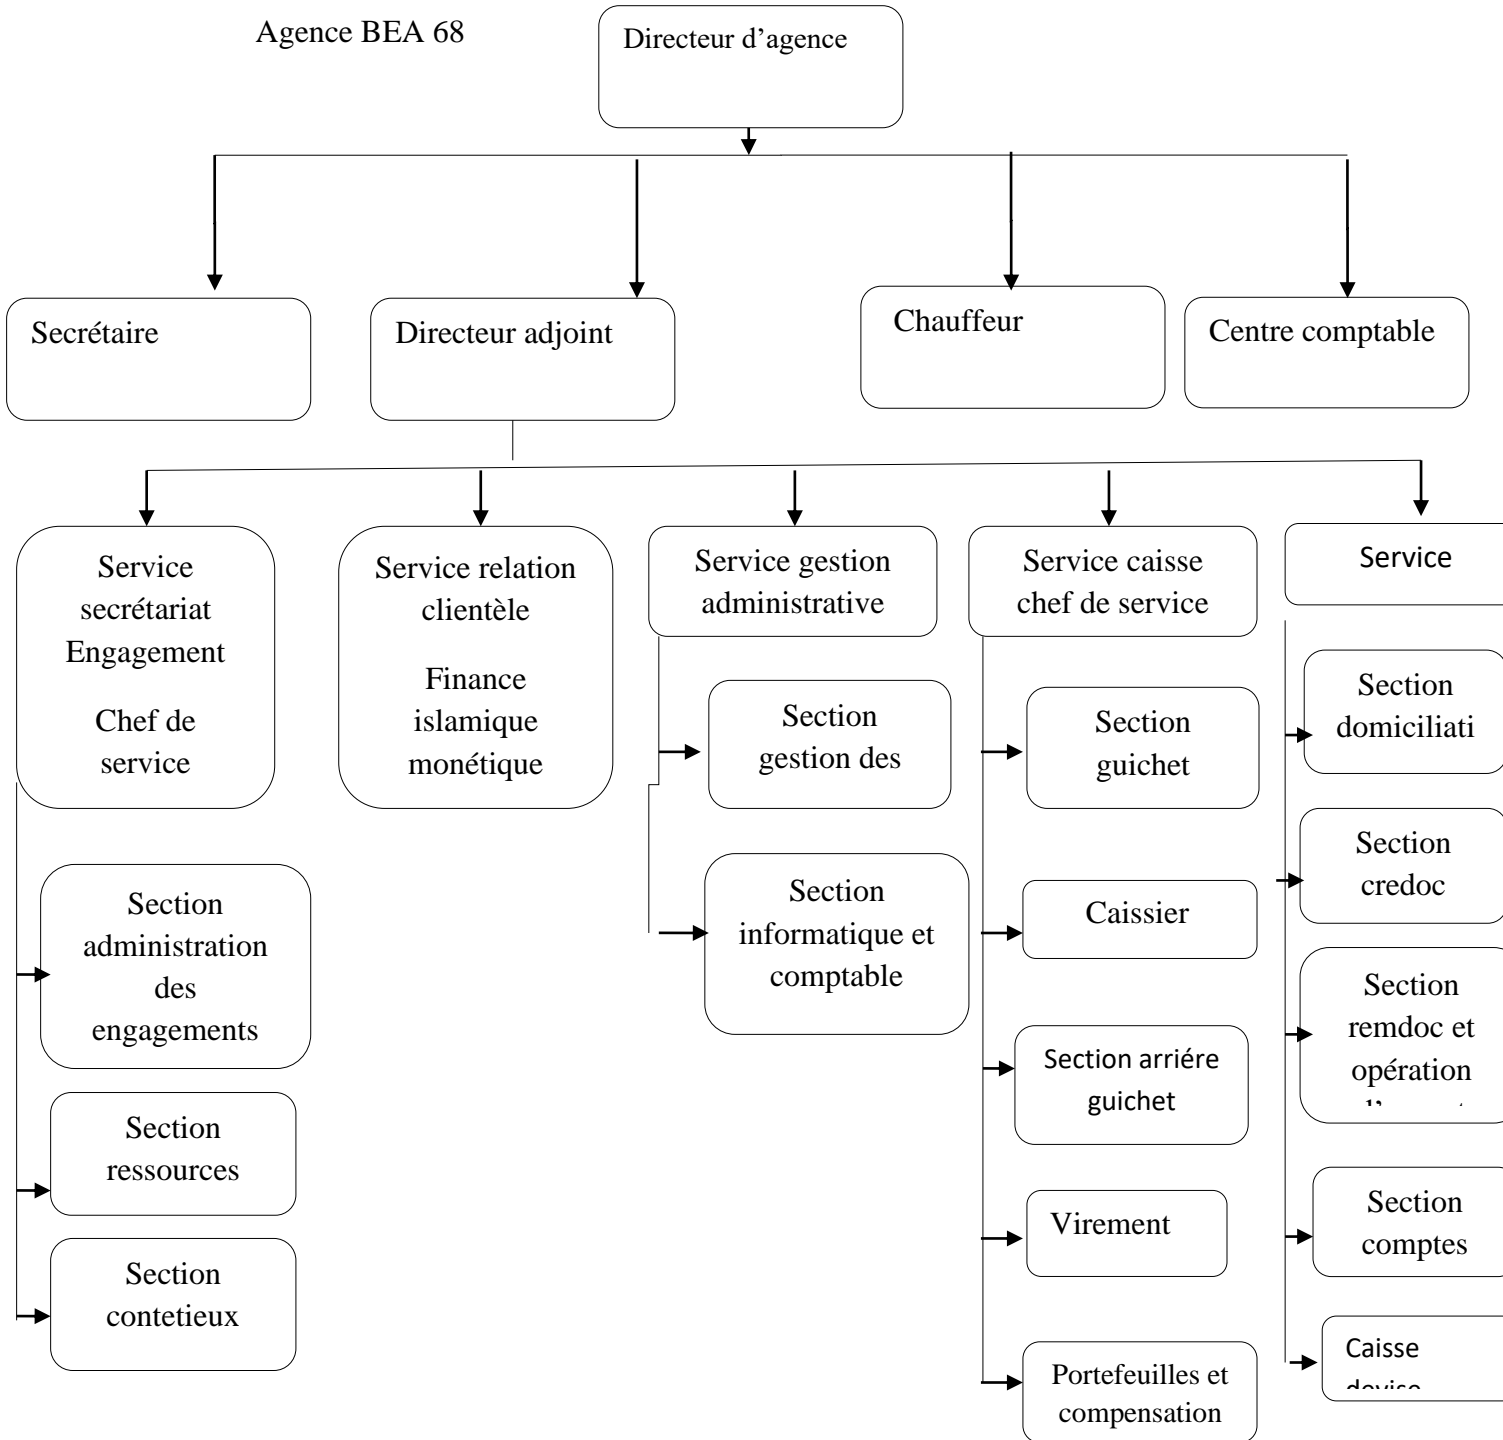 Agence BEA 68
Directeur d’agence
Secrétaire
Directeur adjoint
Chauffeur
Centre comptable
Service
secrétariat
Engagement
Chef de
service
Service relation
clientèle
Finance
islamique
monétique
Service gestion
administrative
Service caisse
chef de service
Service
Section
administration
des
engagements
Section
ressources
Section
contetieux
Section
gestion des
Section
informatique et
comptable
Section
guichet
Caissier
Section arriére
guichet
Virement
Portefeuilles et
compensation
Section
domiciliati
Section
credoc
Section
remdoc et
opération
Section
comptes
Caisse
devise